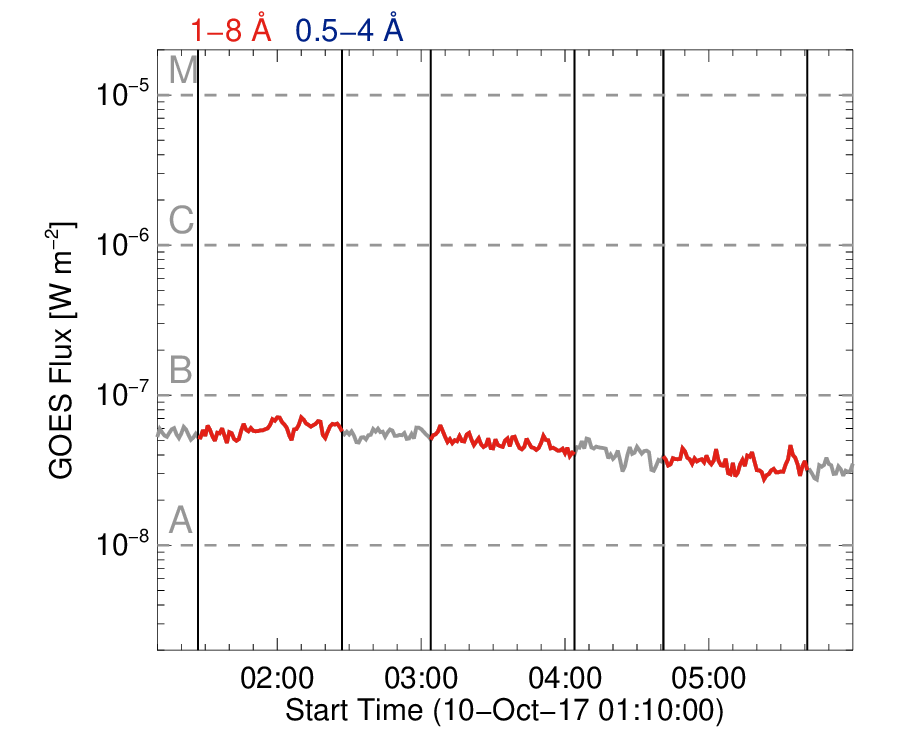 1–8 Å 0.5–4 Å
M
10⁻⁵
C
10⁻⁶
B
10⁻⁷
A
10⁻⁸
GOES Flux [W m⁻²]
02:00 03:00 04:00 05:00
Start Time (10–Oct–17 01:10:00)